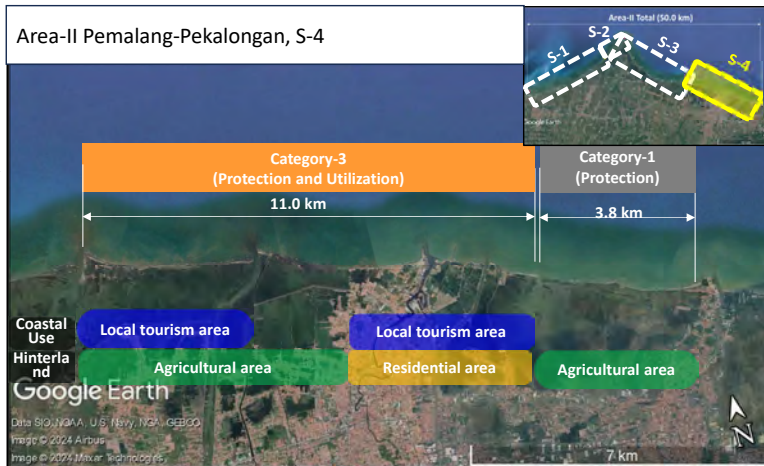 Area-II Pemalang-Pekalongan, S-4
Area-II Total (50.0 km)
S-1
S-2
S-3
S-4
Google Earth
Category-3
(Protection and Utilization)
Category-1
(Protection)
11.0 km
3.8 km
Coastal
Use
Local tourism area
Local tourism area
Hinterla
nd
Agricultural area
Residential area
Agricultural area
Google Earth
Data SIO, NOAA, U.S. Navy, NGA, GEBCO
Image © 2024 Airbus
Image © 2024 Maxar Technologies
7 km
N